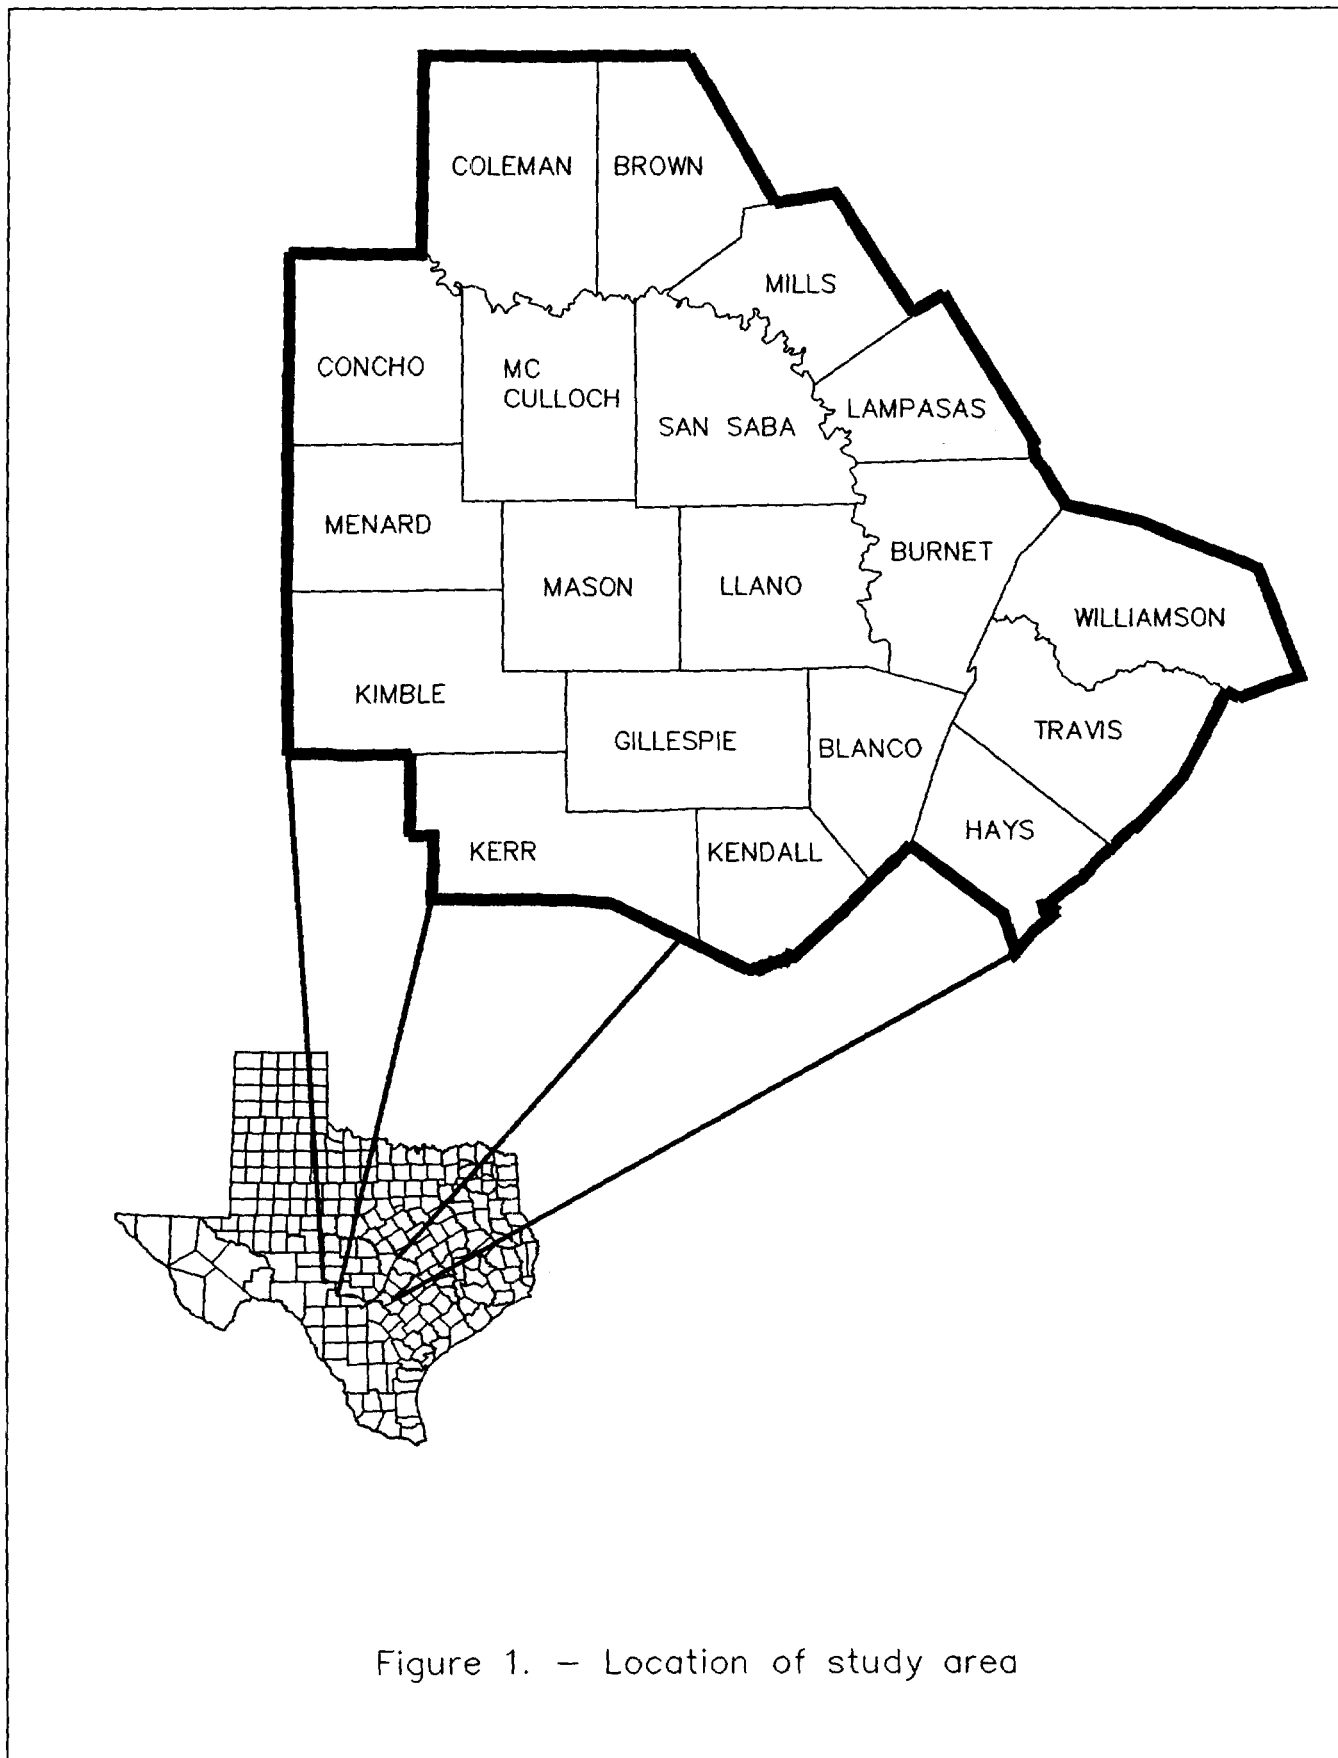 COLEMAN
BROWN
MILLS
CONCHO
MC
CULLOCH
SAN SABA
LAMPASAS
MENARD
MASON
LLANO
BURNET
WILLIAMSON
KIMBLE
GILLESPIE
BLANCO
TRAVIS
KERR
KENDALL
HAYS
Figure 1. – Location of study area